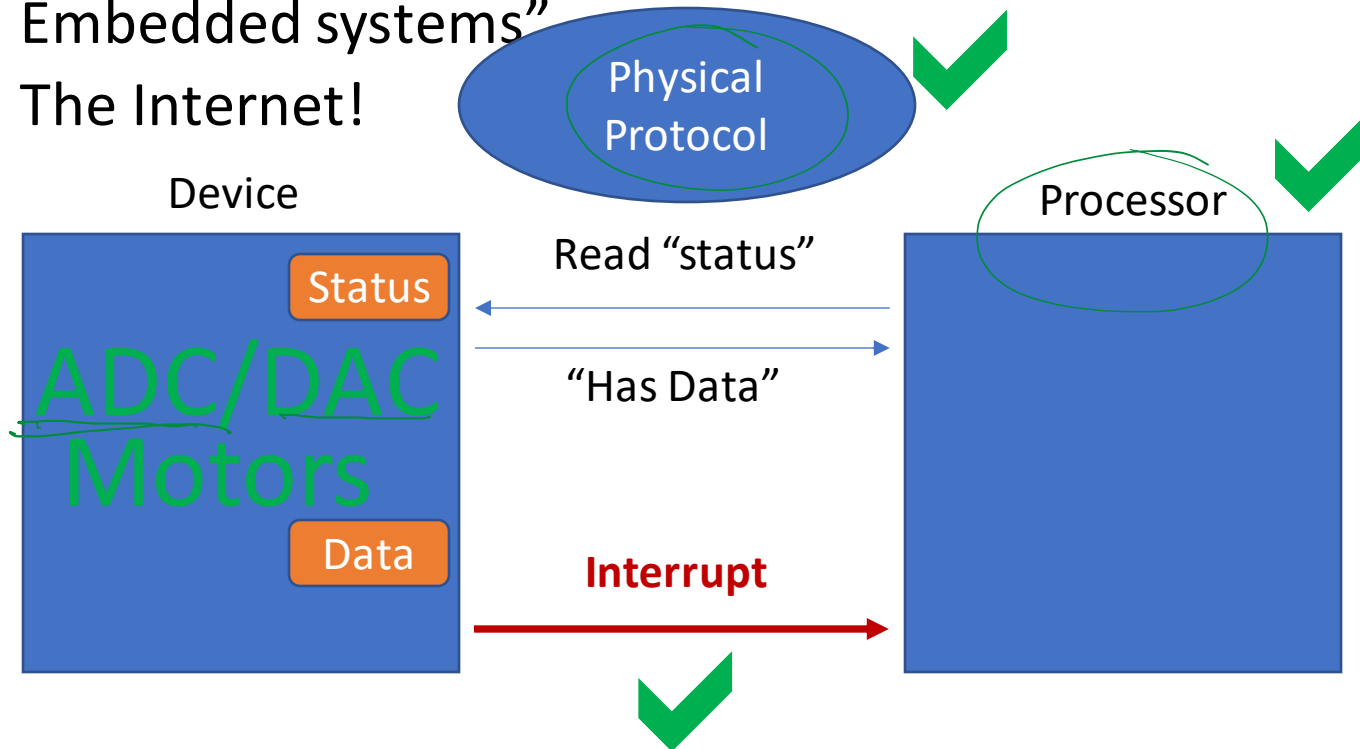 Embedded systems”
The Internet!
Physical
Protocol
Device
Processor
Read “status”
Status
“Has Data”
ADC/DAC
Motors
Data
Interrupt